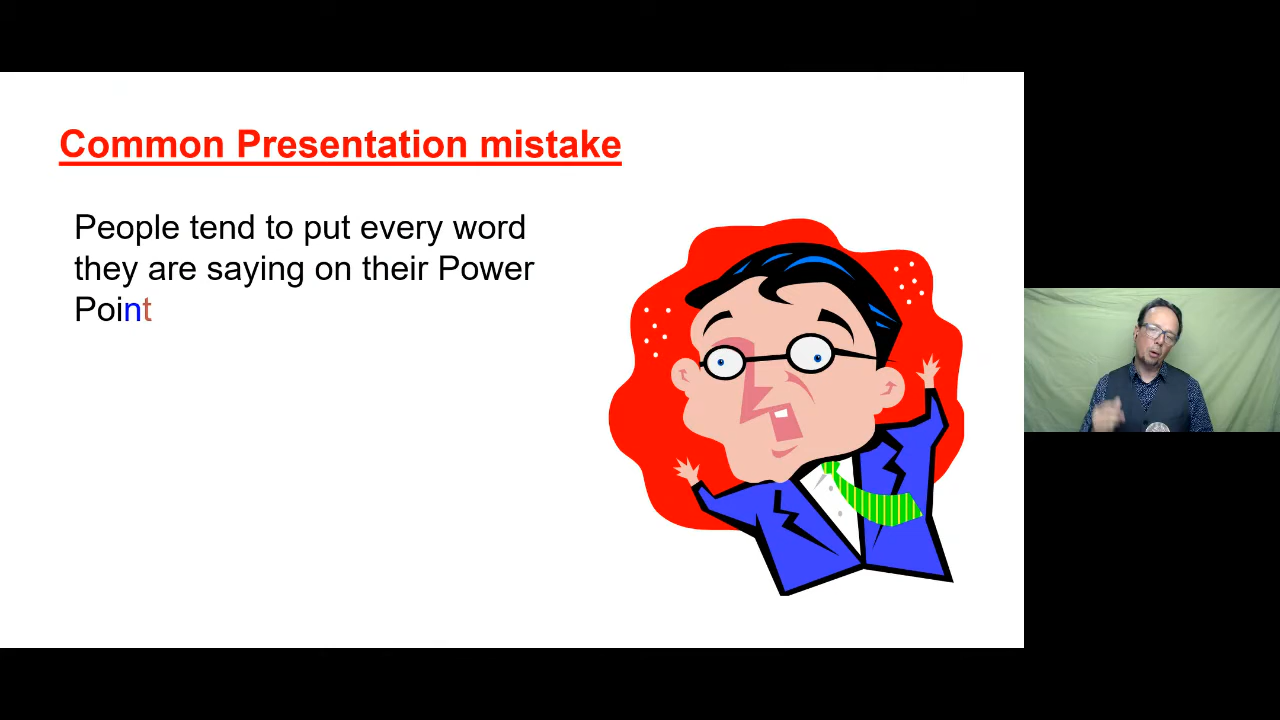 Common Presentation mistake
People tend to put every word
they are saying on their Power
Point